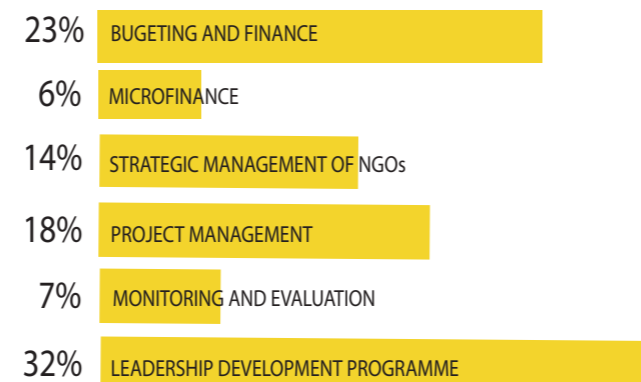 23% BUGETING AND FINANCE
6% MICROFINANCE
14% STRATEGIC MANAGEMENT OF NGOs
18% PROJECT MANAGEMENT
7% MONITORING AND EVALUATION
32% LEADERSHIP DEVELOPMENT PROGRAMME